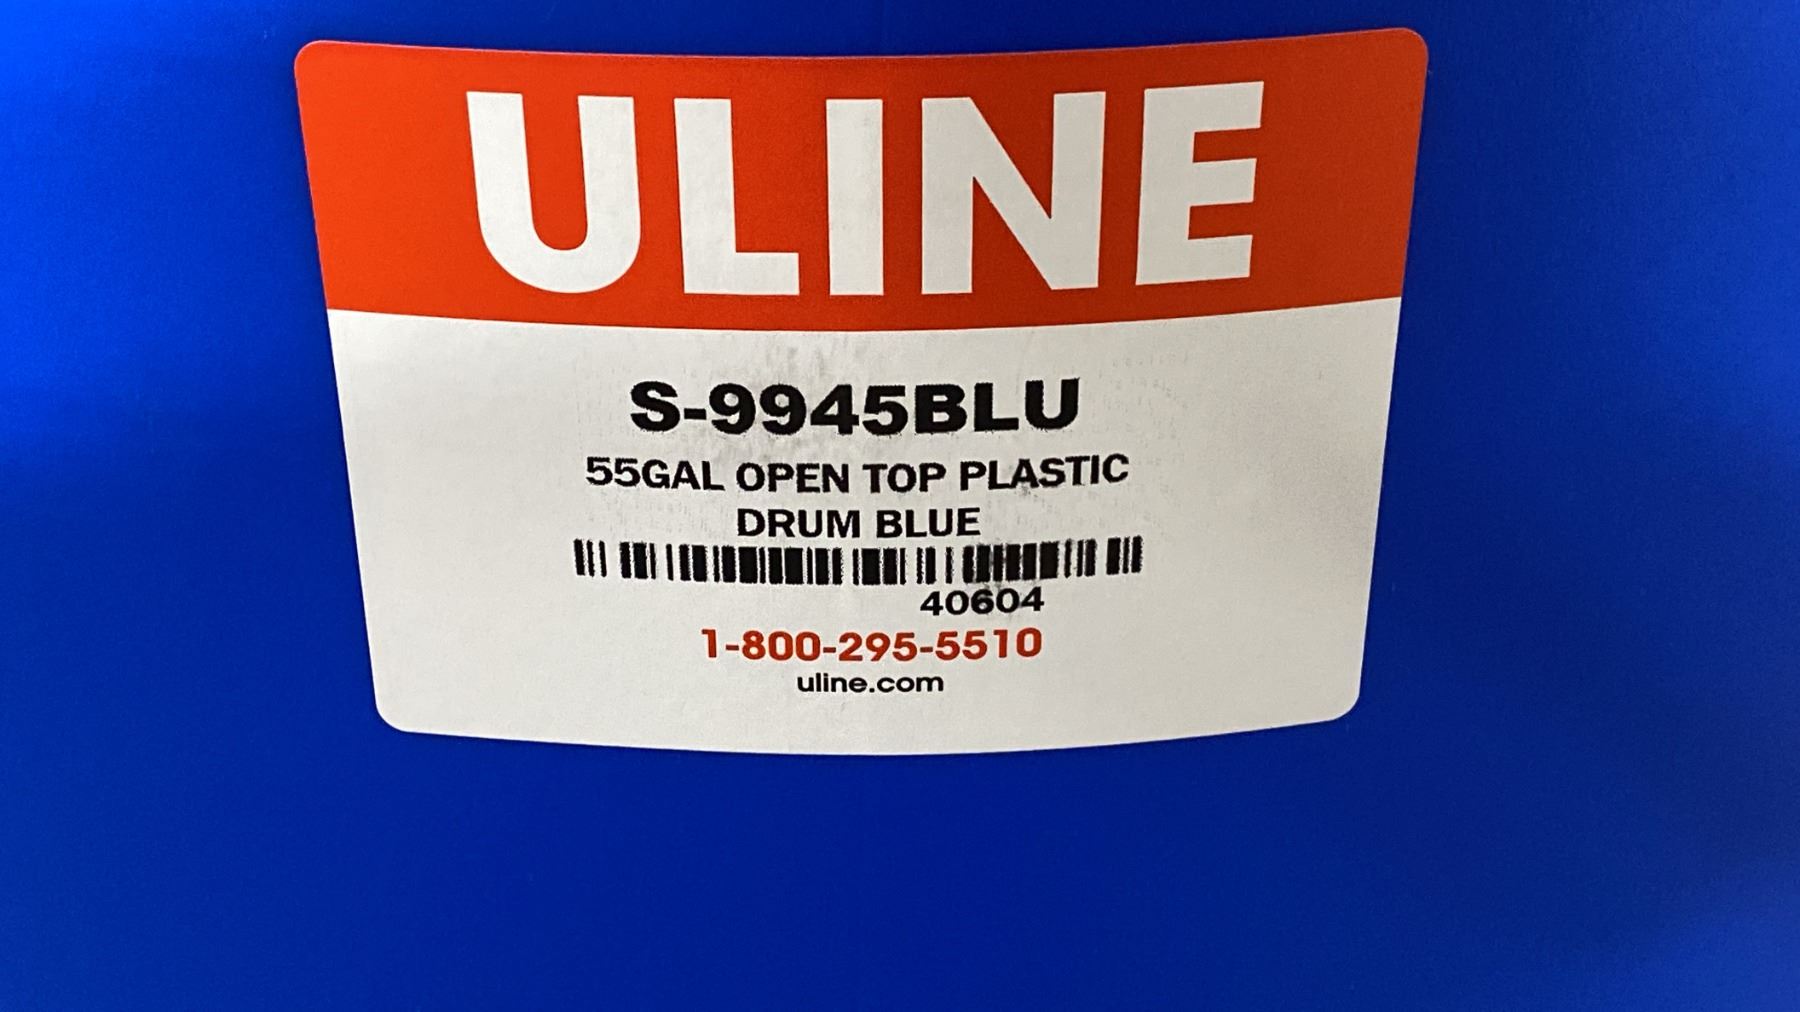 ULINE
S-9945BLU
55GAL OPEN TOP PLASTIC
DRUM BLUE
40604
1-800-295-5510
uline.com